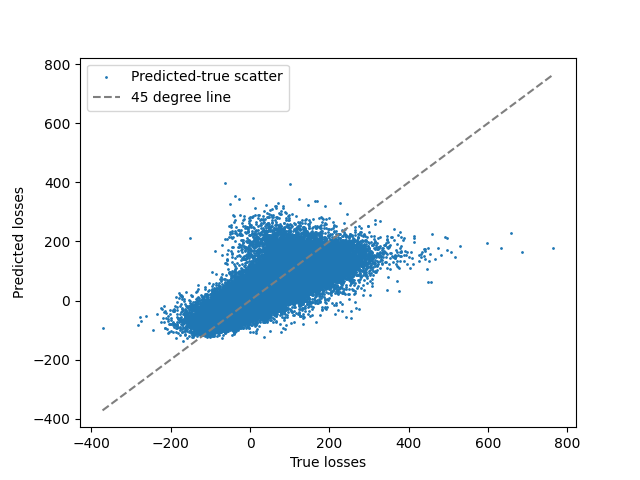 800
600
400
200
0
−200
−400
Predicted losses
Predicted-true scatter
45 degree line
−400 −200 0 200 400 600 800
True losses